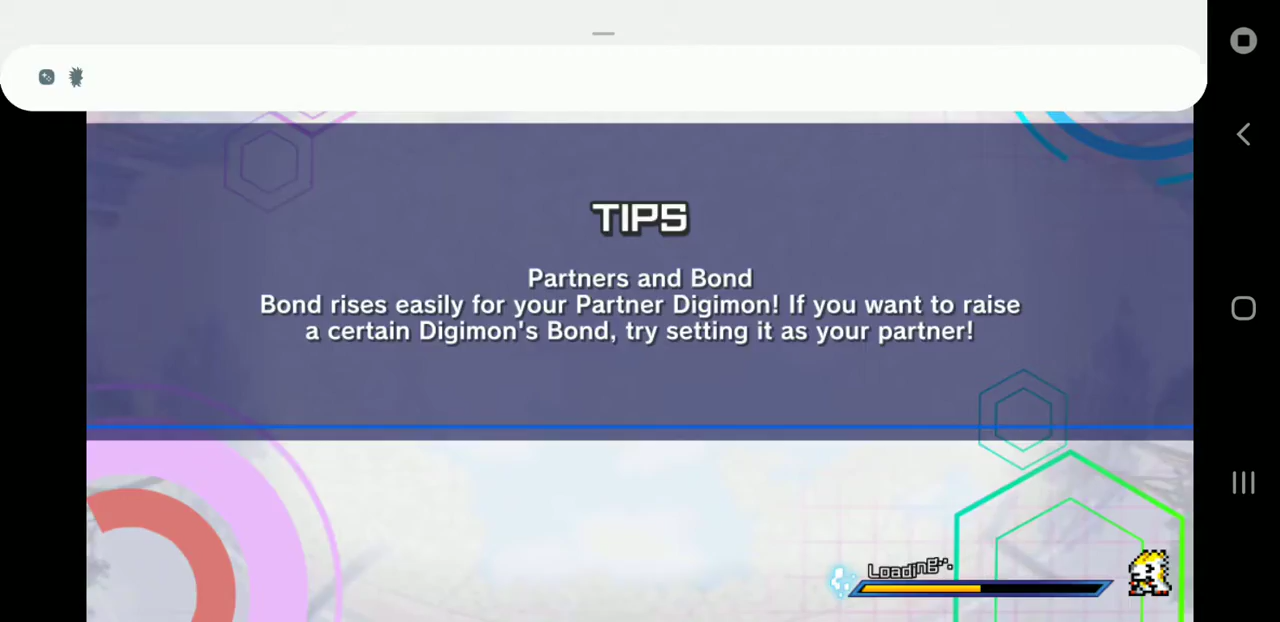 TIPS
Partners and Bond
Bond rises easily for your Partner Digimon! If you want to raise
a certain Digimon's Bond, try setting it as your partner!
Loading...